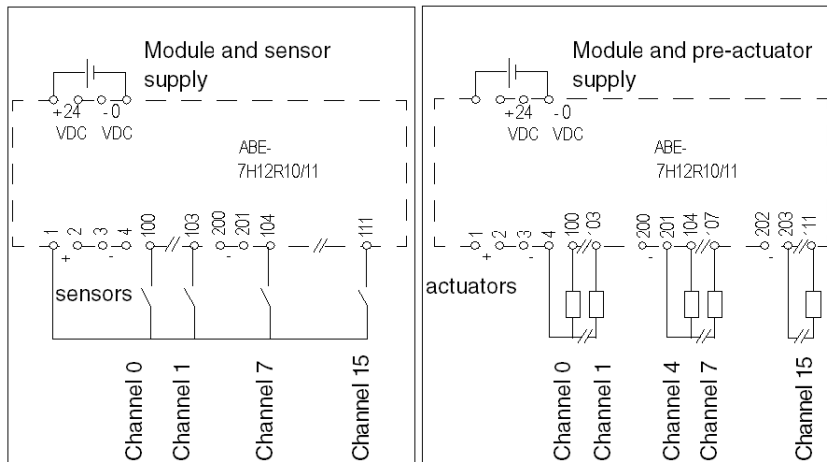 Module and sensor
supply
+24 -0
VDC VDC
ABE-
7H12R10/11
1 2 3 4 100 103 200 201 104 111
+ - -
sensors
Channel 0
Channel 1
Channel 7
Channel 15
Module and pre-actuator
supply
+24 -0
VDC VDC
ABE-
7H12R10/11
1 2 3 4 100 103 200 201 104 107 202 203 111
+ - - -
actuators
Channel 0
Channel 1
Channel 4
Channel 7
Channel 15